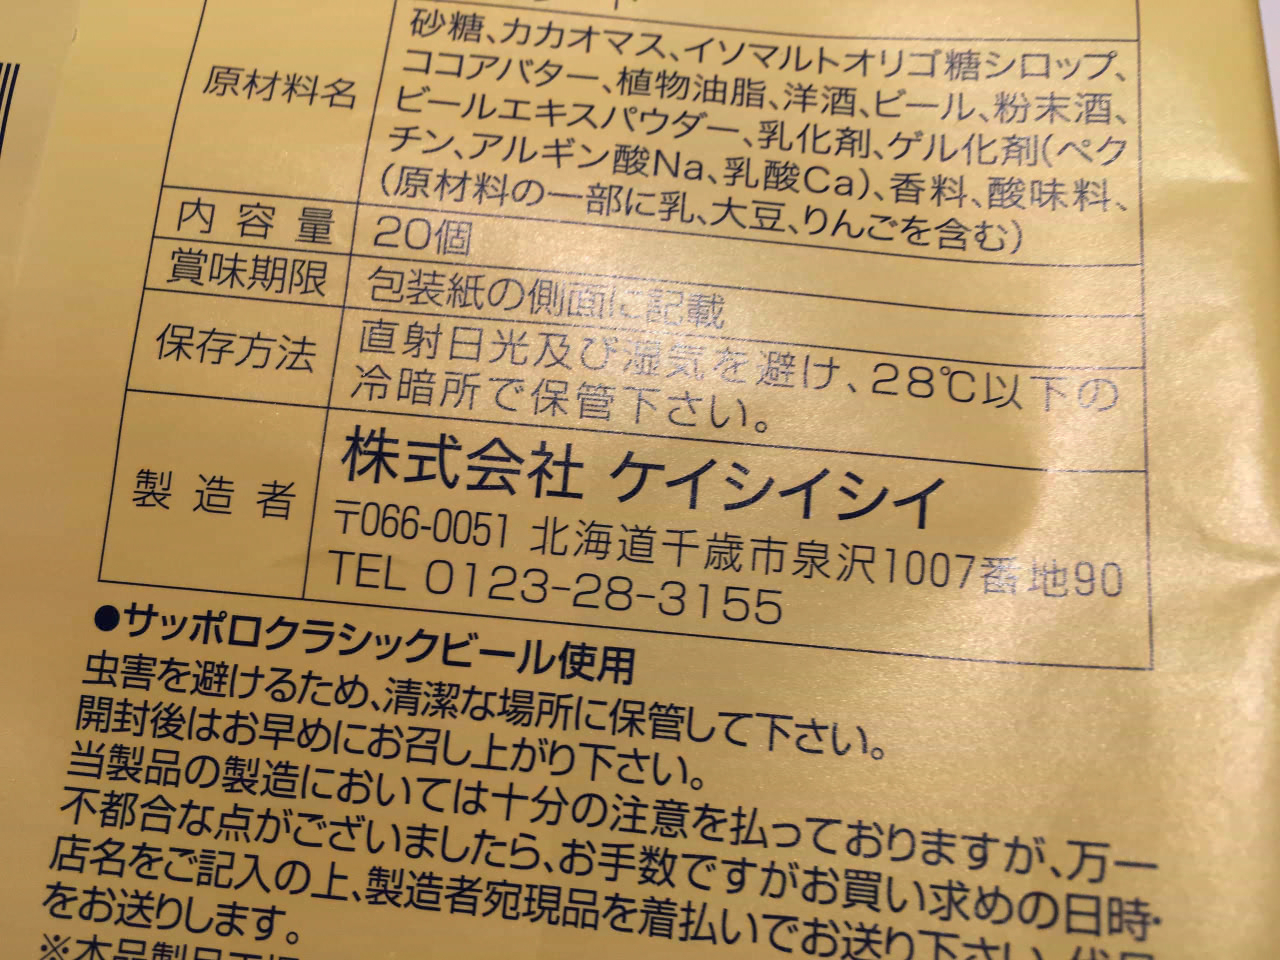 原材料名
砂糖、カカオマス、イソマルトオリゴ糖シロップ、
ココアバター、植物油脂、洋酒、ビール、粉末酒、
ビールエキスパウダー、乳化剤、ゲル化剤(ペク
チン、アルギン酸Na、乳酸Ca)、香料、酸味料、
(原材料の一部に乳、大豆、りんごを含む)
内容量 20個
賞味期限 包装紙の側面に記載
保存方法 直射日光及び湿気を避け、28℃以下の
冷暗所で保管下さい。
製造者
株式会社 ケイシイシイ
〒066-0051 北海道千歳市泉沢1007番地90
TEL 0123-28-3155
●サッポロクラシックビール使用
虫害を避けるため、清潔な場所に保管して下さい。
開封後はお早めにお召し上がり下さい。
当製品の製造においては十分の注意を払っておりますが、万一
不都合な点がございましたら、お手数ですがお買い求めの日時・
店名をご記入の上、製造者宛現品を着払いでお送り下さい。代品
をお送りします。
※本品製品工場